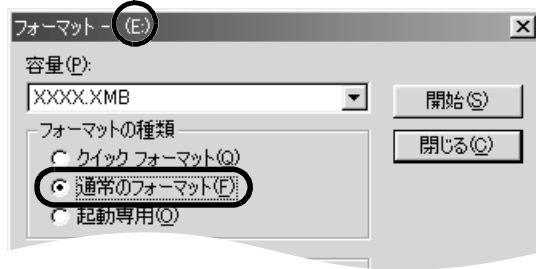 フォーマット - (E:)
容量(P):
XXXX.XMB
開始(S)
フォーマットの種類
閉じる(C)
クイック フォーマット(Q)
通常のフォーマット(F)
起動専用(O)